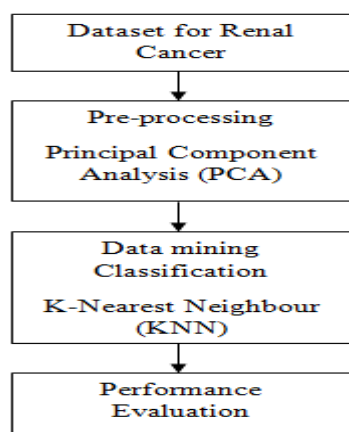 Dataset for Renal
Cancer
Pre-processing
Principal Component
Analysis (PCA)
Data mining
Classification
K-Nearest Neighbour
(KNN)
Performance
Evaluation